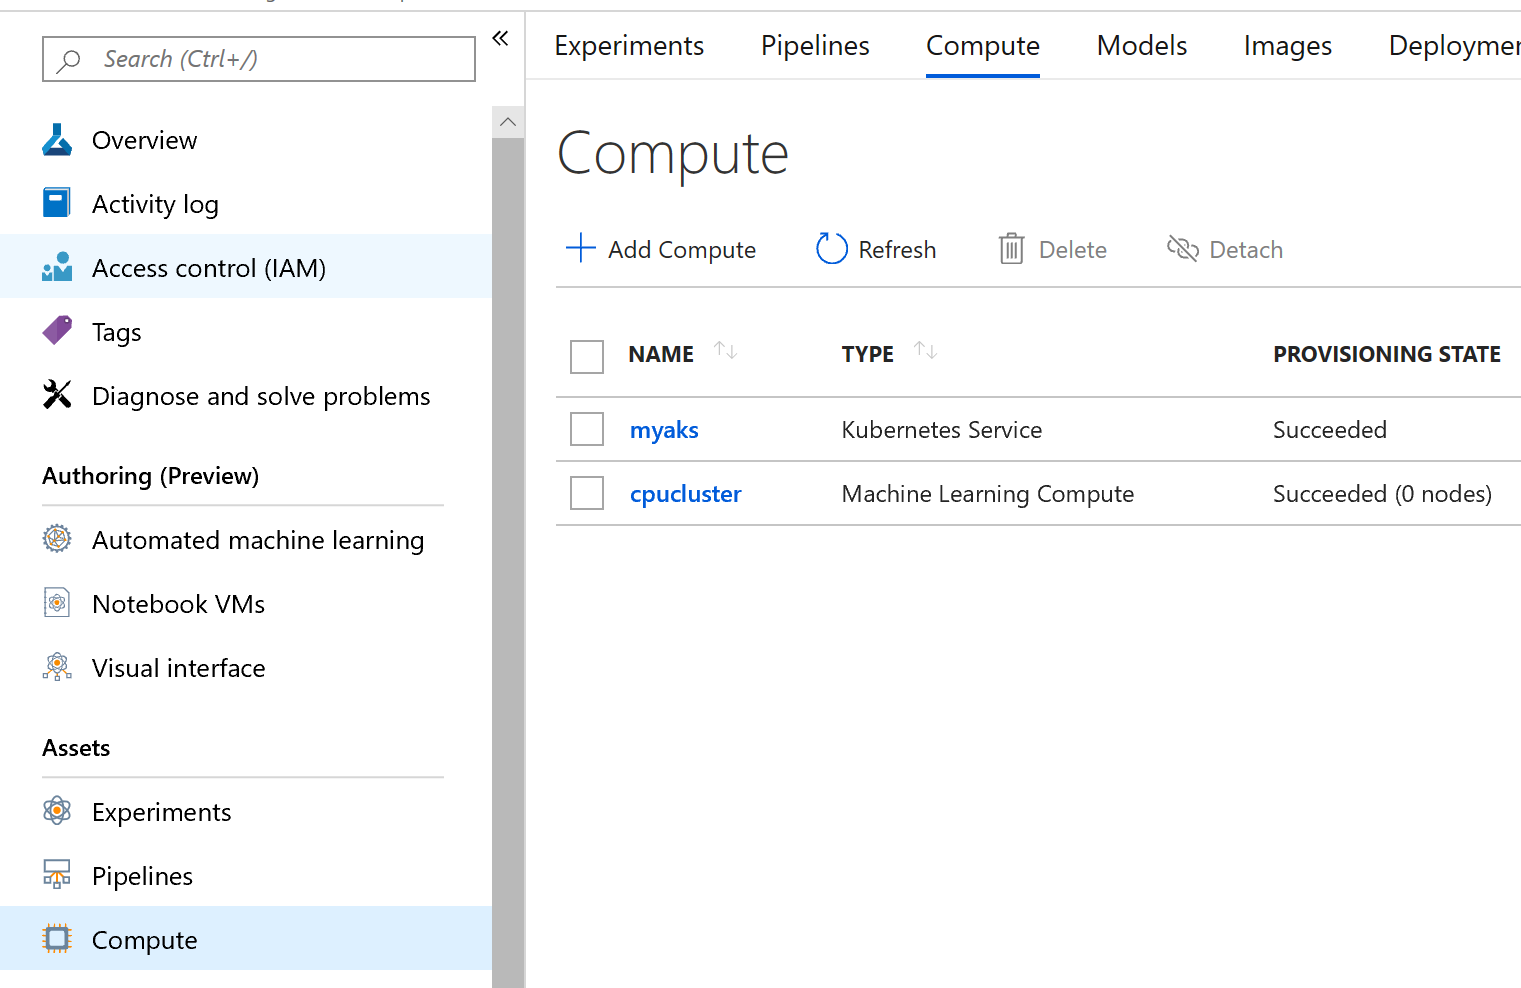 Search (Ctrl+/)
Overview
Activity log
Access control (IAM)
Tags
Diagnose and solve problems
Authoring (Preview)
Automated machine learning
Notebook VMs
Visual interface
Assets
Experiments
Pipelines
Compute
Experiments Pipelines Compute Models Images Deploymen
Compute
Add Compute Refresh Delete Detach
NAME TYPE PROVISIONING STATE
myaks Kubernetes Service Succeeded
cpucluster Machine Learning Compute Succeeded (0 nodes)